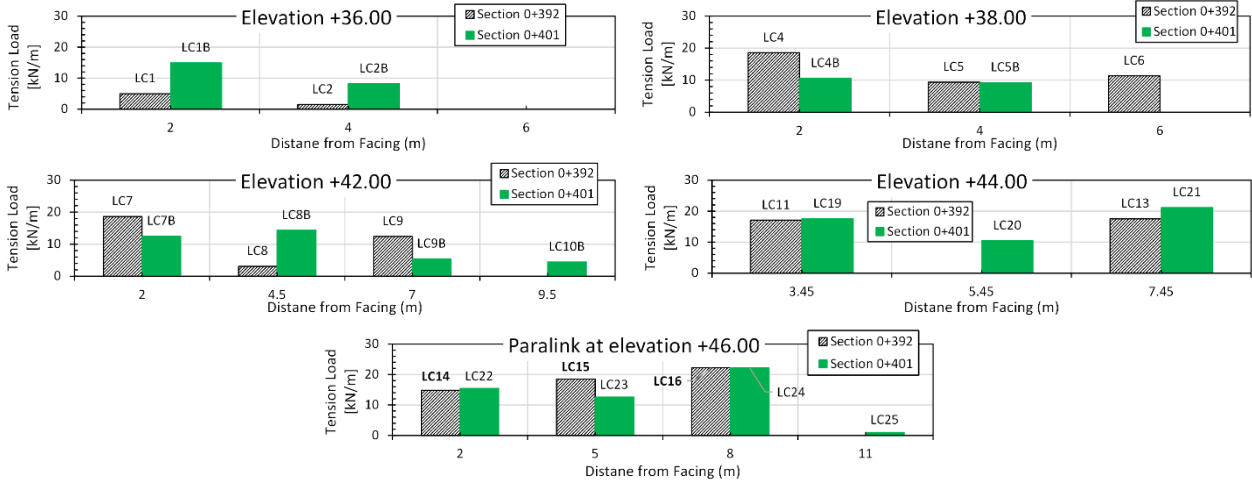 Elevation +36.00
Section 0+392
Section 0+401
Tension Load
[kN/m]
30
20
10
0
LC1
LC1B
LC2
LC2B
2
4
6
Distane from Facing (m)
Elevation +38.00
Section 0+392
Section 0+401
Tension Load
[kN/m]
30
20
10
0
LC4
LC4B
LC5
LC5B
LC6
2
4
6
Distane from Facing (m)
Elevation +42.00
Section 0+392
Section 0+401
Tension Load
[kN/m]
30
20
10
0
LC7
LC7B
LC8
LC8B
LC9
LC9B
LC10B
2
4.5
7
9.5
Distane from Facing (m)
Elevation +44.00
Section 0+392
Section 0+401
Tension Load
[kN/m]
30
20
10
0
LC11
LC19
LC20
LC13
LC21
3.45
5.45
7.45
Distane from Facing (m)
Paralink at elevation +46.00
Section 0+392
Section 0+401
Tension Load
[kN/m]
30
20
10
0
LC14
LC22
LC15
LC23
LC16
LC24
LC25
2
5
8
11
Distane from Facing (m)